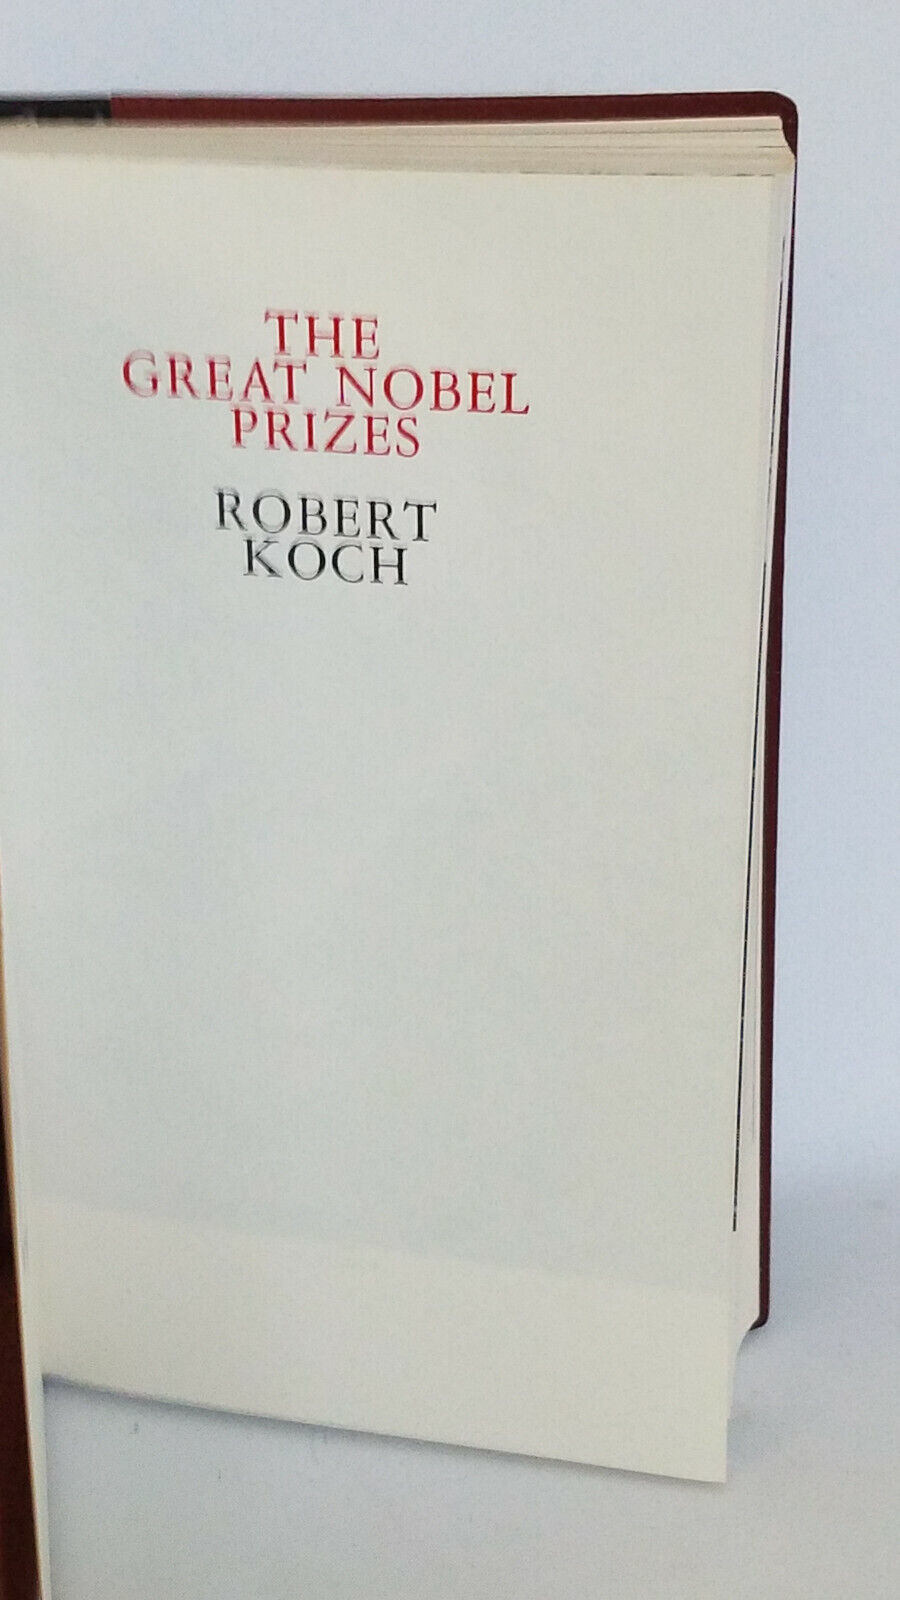 THE
GREAT NOBEL
PRIZES
ROBERT
KOCH